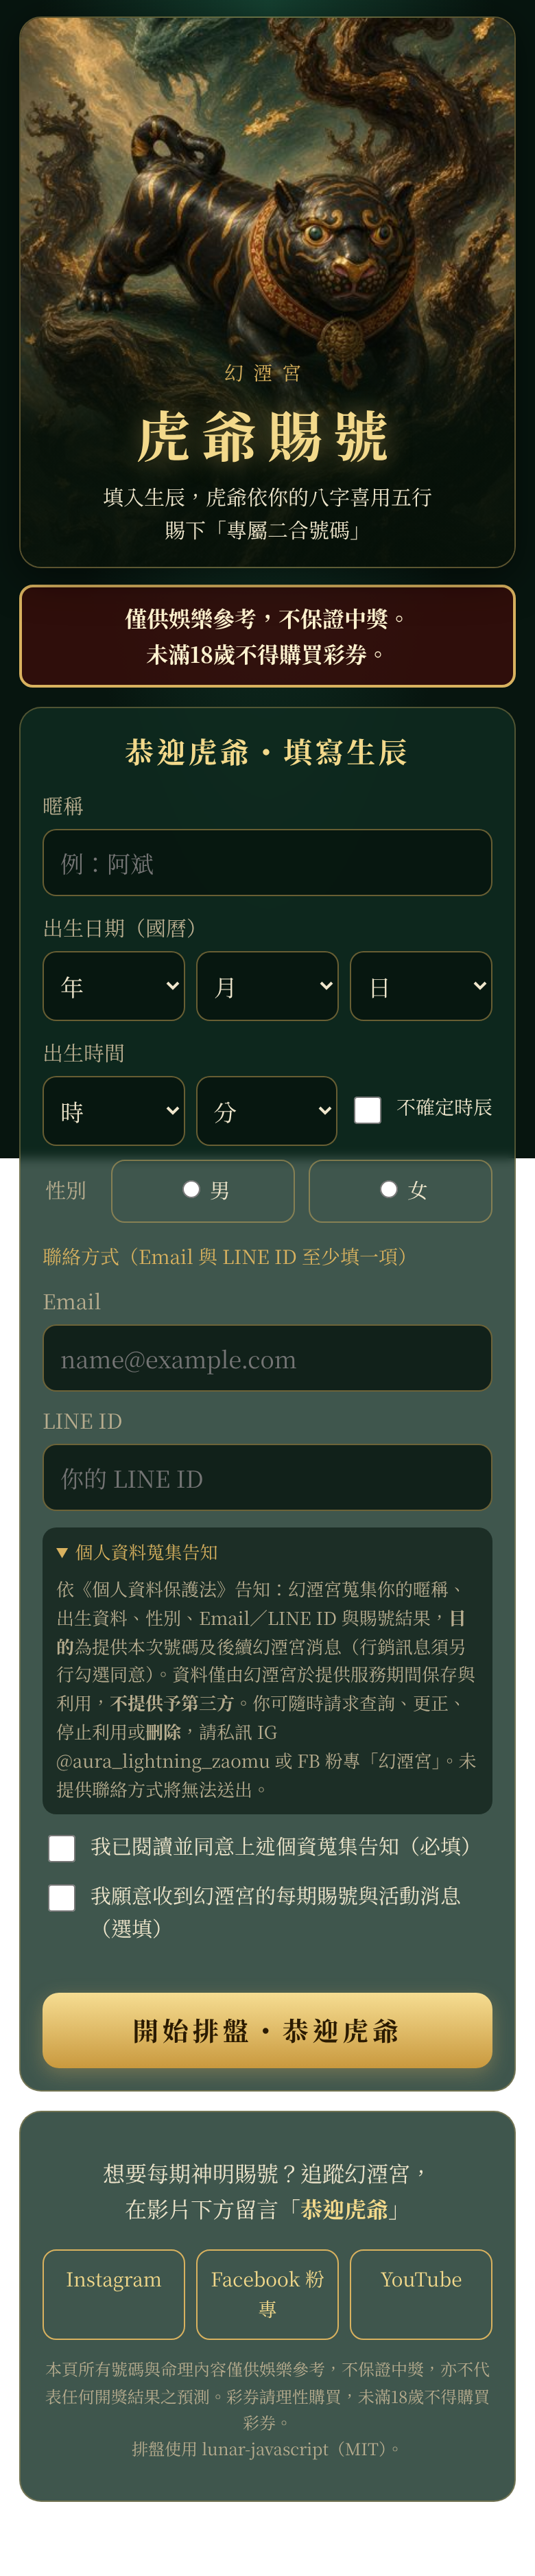 幻湮宮
虎爺賜號
填入生辰，虎爺依你的八字喜用五行
賜下「專屬二合號碼」
僅供娛樂參考，不保證中獎。
未滿18歲不得購買彩券。
恭迎虎爺・填寫生辰
暱稱
例：阿斌
出生日期（國曆）
年 月 日
出生時間
時 分 不確定時辰
性別 男 女
聯絡方式（Email 與 LINE ID 至少填一項）
Email
name@example.com
LINE ID
你的 LINE ID
▼ 個人資料蒐集告知
依《個人資料保護法》告知：幻湮宮蒐集你的暱稱、
出生資料、性別、Email／LINE ID 與賜號結果，目
的為提供本次號碼及後續幻湮宮消息（行銷訊息須另
行勾選同意）。資料僅由幻湮宮於提供服務期間保存與
利用，不提供予第三方。你可隨時請求查詢、更正、
停止利用或刪除，請私訊 IG
@aura_lightning_zaomu 或 FB 粉專「幻湮宮」。未
提供聯絡方式將無法送出。
我已閱讀並同意上述個資蒐集告知（必填）
我願意收到幻湮宮的每期賜號與活動消息
（選填）
開始排盤・恭迎虎爺
想要每期神明賜號？追蹤幻湮宮，
在影片下方留言「恭迎虎爺」
Instagram Facebook 粉 YouTube
專
本頁所有號碼與命理內容僅供娛樂參考，不保證中獎，亦不代
表任何開獎結果之預測。彩券請理性購買，未滿18歲不得購買
彩券。
排盤使用 lunar-javascript（MIT）。